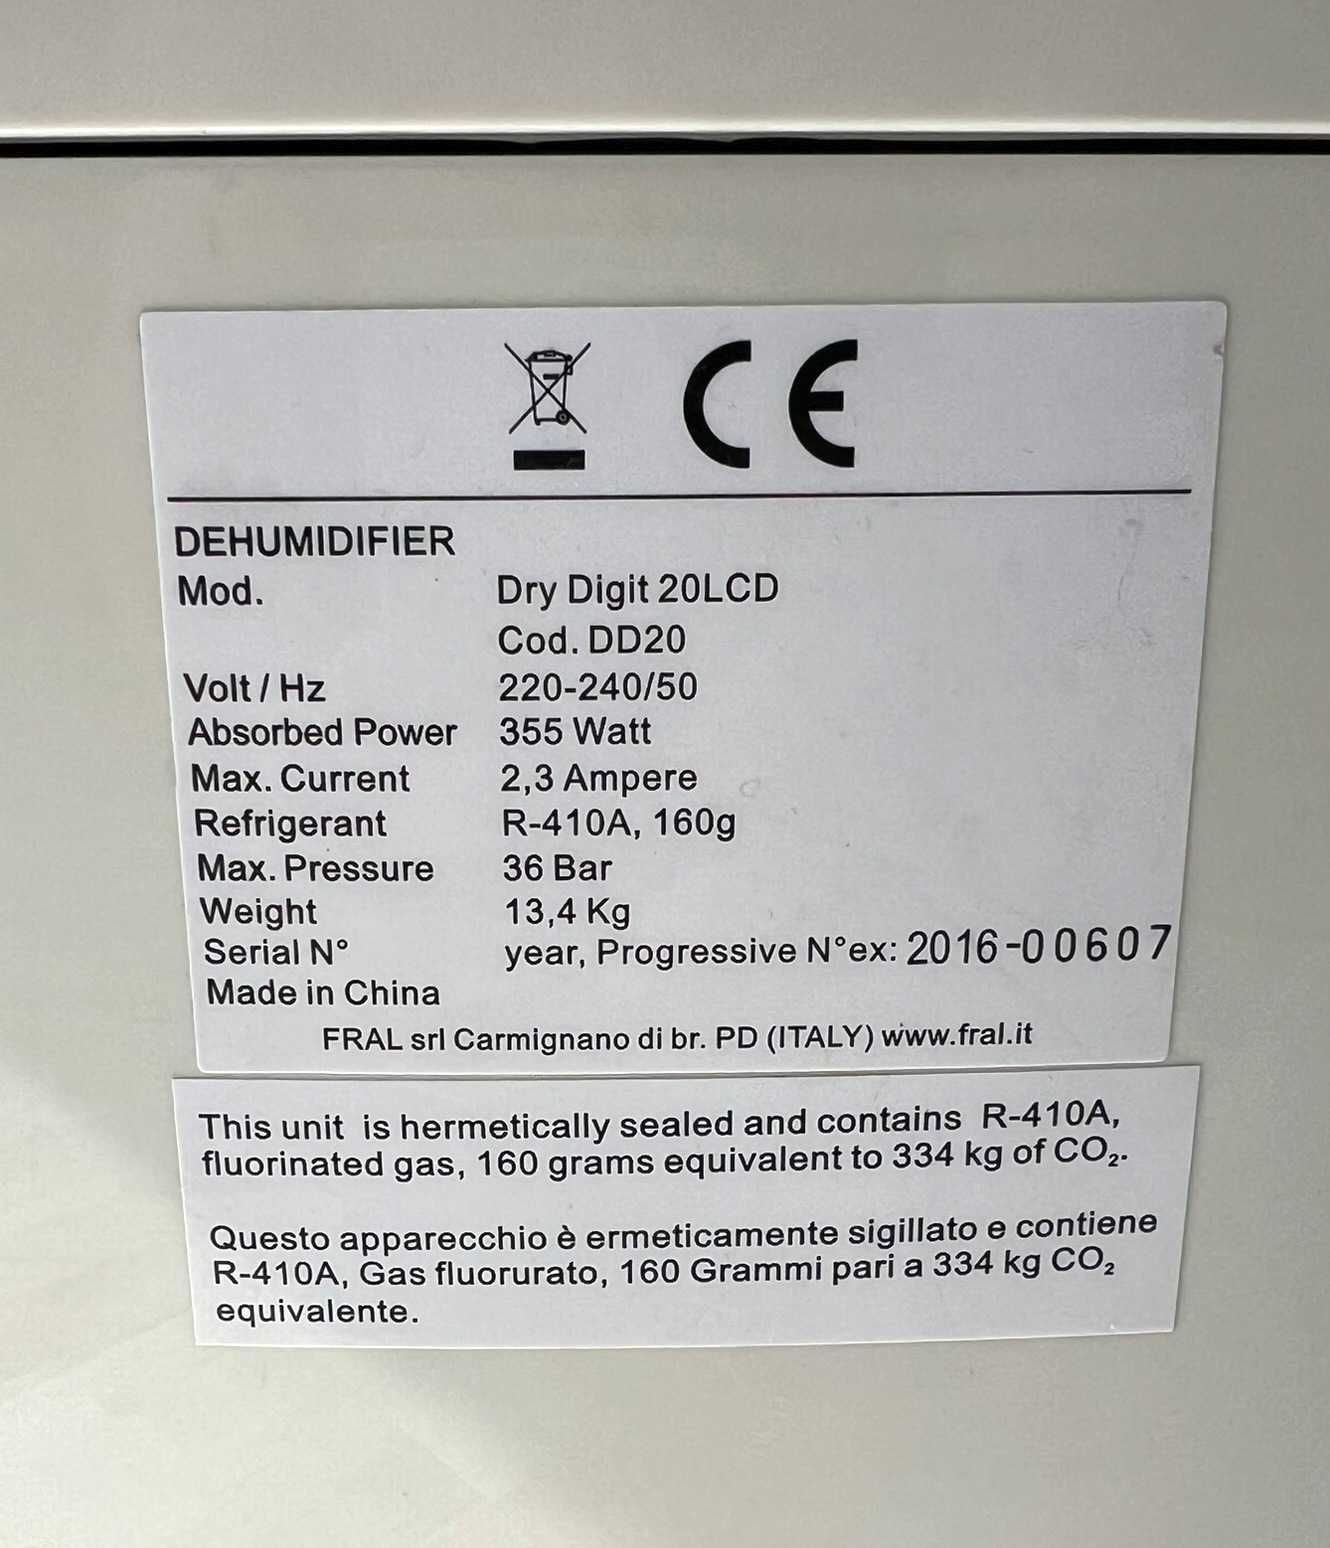 CE
DEHUMIDIFIER
Mod. Dry Digit 20LCD
Cod. DD20
Volt / Hz 220-240/50
Absorbed Power 355 Watt
Max. Current 2,3 Ampere
Refrigerant R-410A, 160g
Max. Pressure 36 Bar
Weight 13,4 Kg
Serial N° year, Progressive N°ex: 2016-00607
Made in China
FRAL srl Carmignano di br. PD (ITALY) www.fral.it
This unit is hermetically sealed and contains R-410A,
fluorinated gas, 160 grams equivalent to 334 kg of CO₂.
Questo apparecchio è ermeticamente sigillato e contiene
R-410A, Gas fluorurato, 160 Grammi pari a 334 kg CO₂
equivalente.